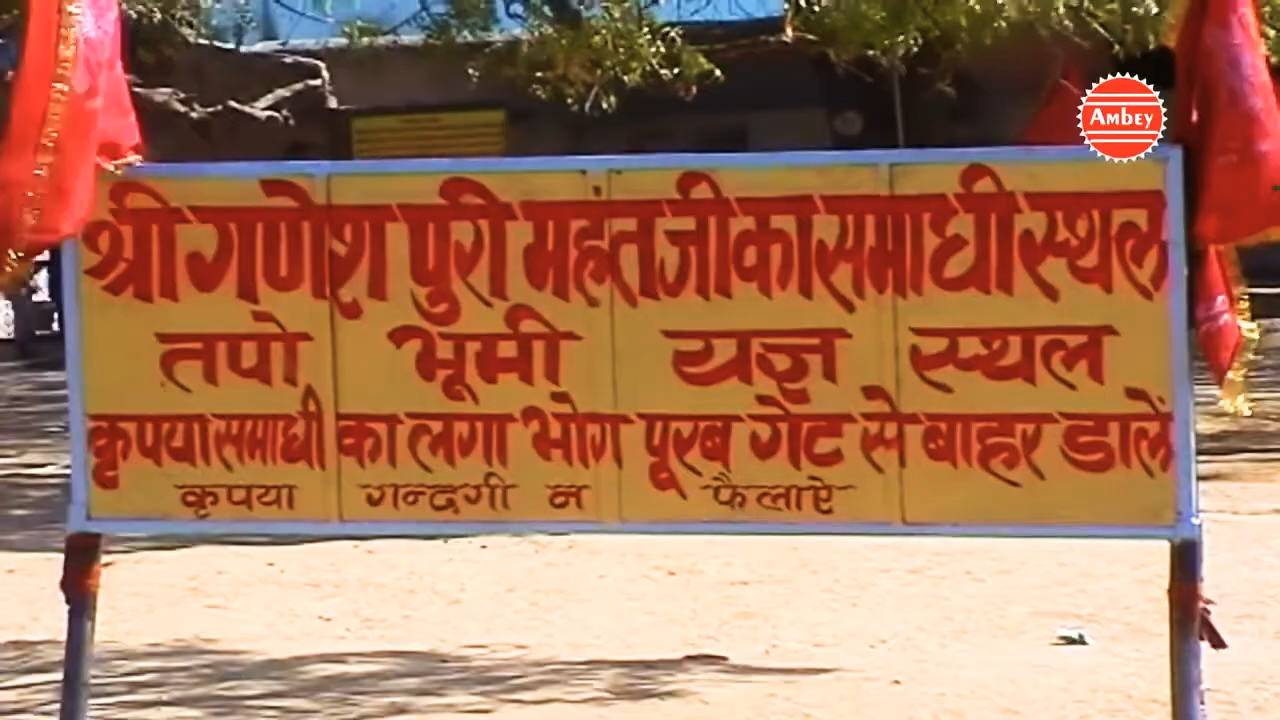 AMBEY
श्री गणेश पुरी महंत जी का समाधी स्थल
तपो भूमी यज्ञ स्थल
कृपया समाधी का लगा भोग पूरब गेट से बाहर डालें
कृपया गन्दगी न फैलाऐ